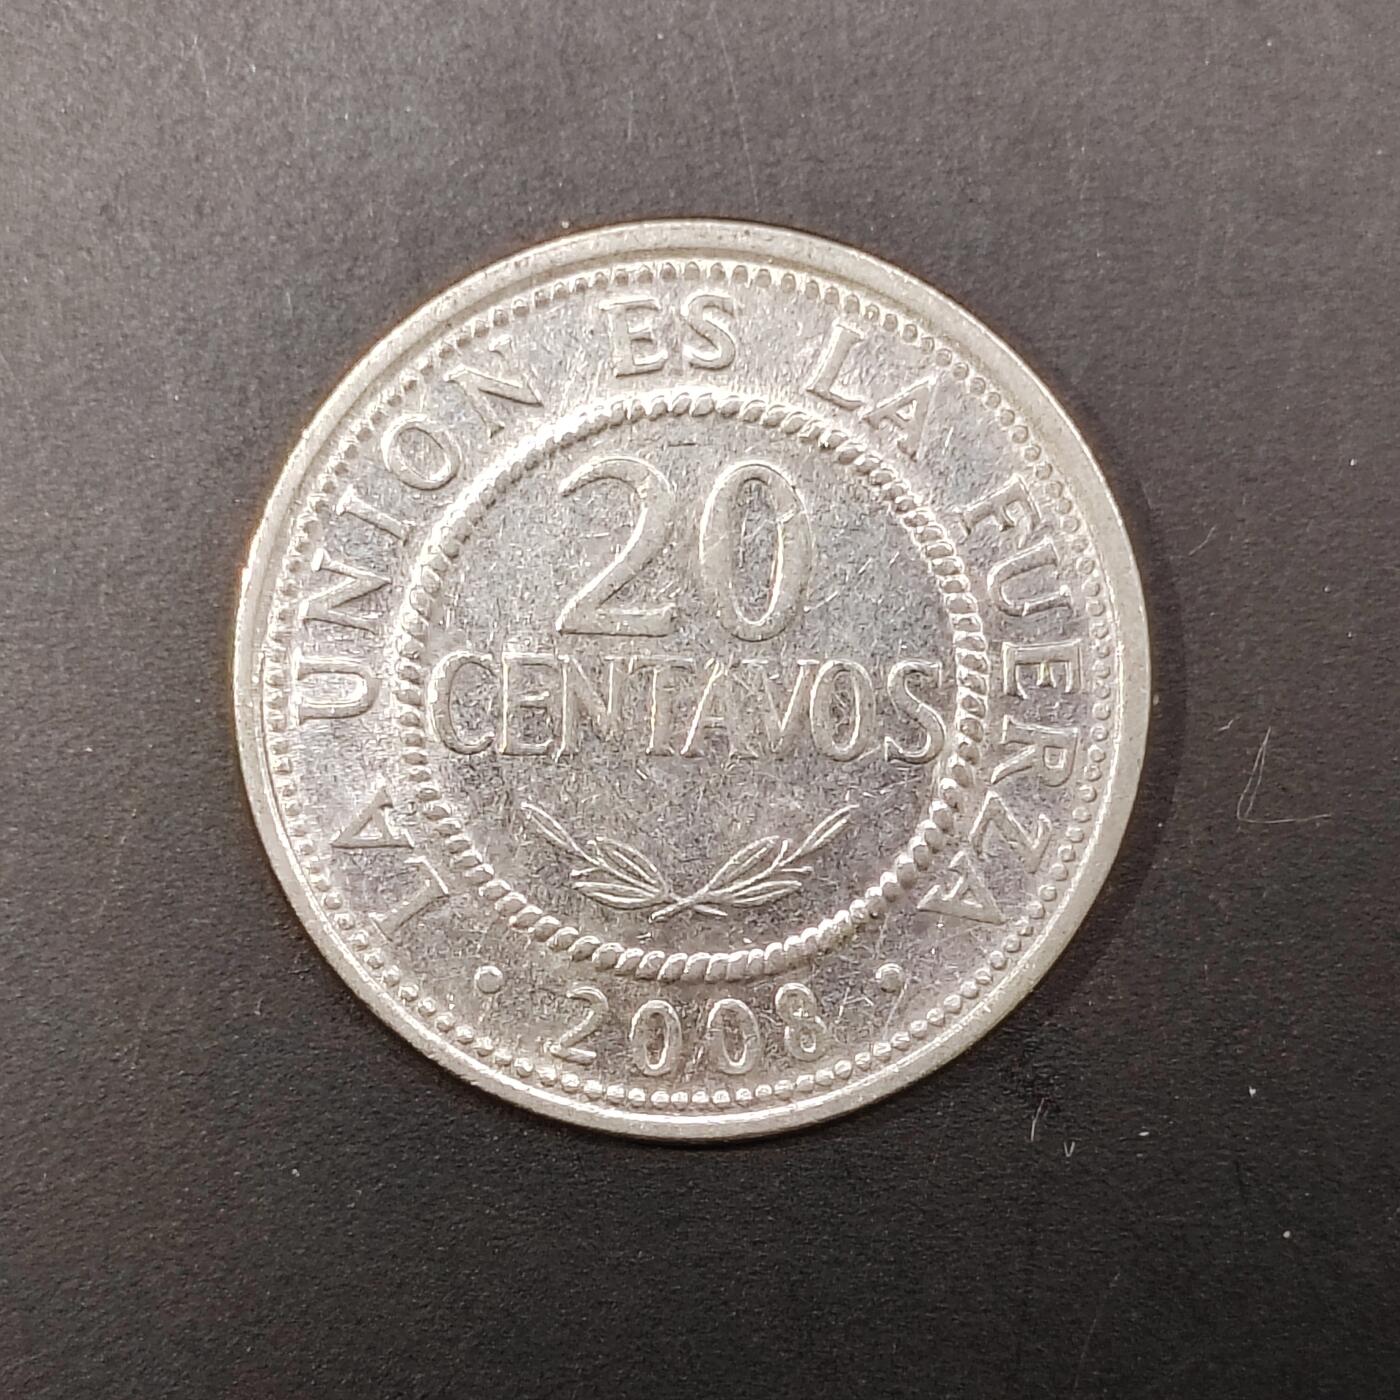 LA UNION ES LA FUERZA
20
CENTAVOS
• 2008 •